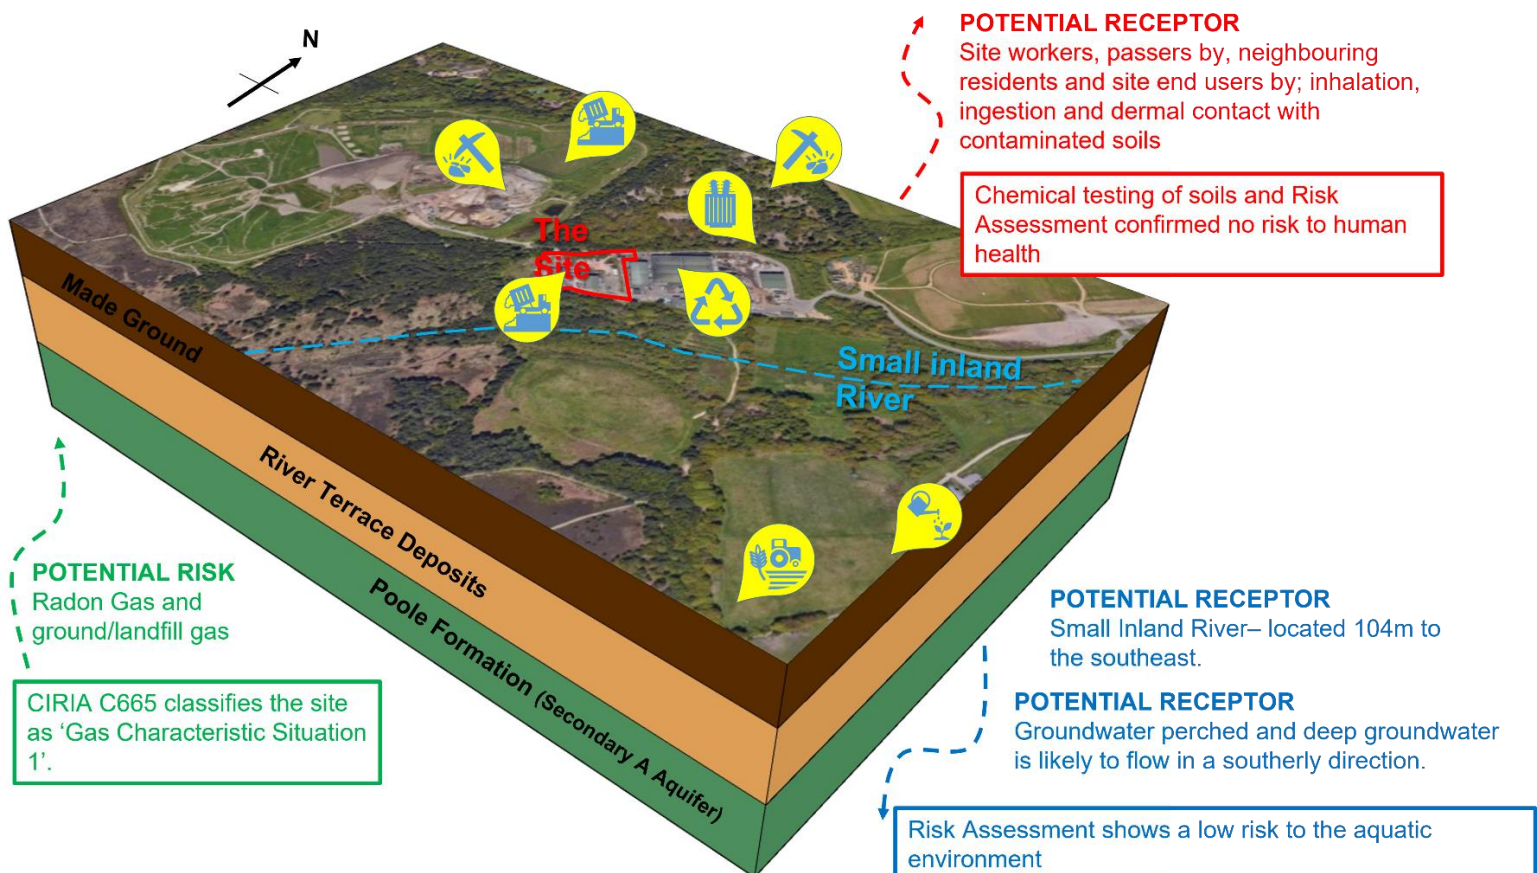 N
POTENTIAL RECEPTOR
Site workers, passers by, neighbouring
residents and site end users by; inhalation,
ingestion and dermal contact with
contaminated soils
Chemical testing of soils and Risk
Assessment confirmed no risk to human
health
The
Site
Small inland
River
Made Ground
River Terrace Deposits
Poole Formation (Secondary A Aquifer)
POTENTIAL RISK
Radon Gas and
ground/landfill gas
CIRIA C665 classifies the site
as ‘Gas Characteristic Situation
1’.
POTENTIAL RECEPTOR
Small Inland River– located 104m to
the southeast.
POTENTIAL RECEPTOR
Groundwater perched and deep groundwater
is likely to flow in a southerly direction.
Risk Assessment shows a low risk to the aquatic
environment